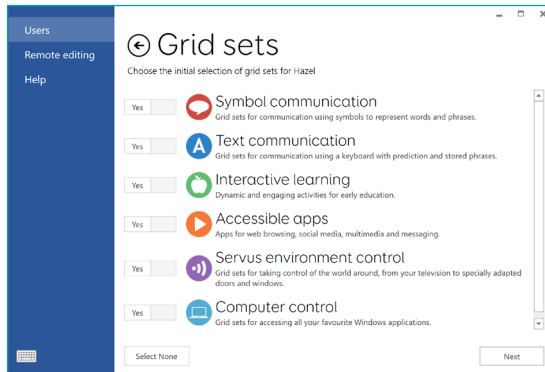 Users
Remote editing
Help
Grid sets
Choose the initial selection of grid sets for Hazel
Yes
Symbol communication
Grid sets for communication using symbols to represent words and phrases.
Yes
A
Text communication
Grid sets for communication using a keyboard with prediction and stored phrases.
Yes
Interactive learning
Dynamic and engaging activities for early education.
Yes
Accessible apps
Apps for web browsing, social media, multimedia and messaging.
Yes
Servus environment control
Grid sets for taking control of the world around, from your television to specially adapted
doors and windows.
Yes
Computer control
Grid sets for accessing all your favourite Windows applications.
Select None
Next